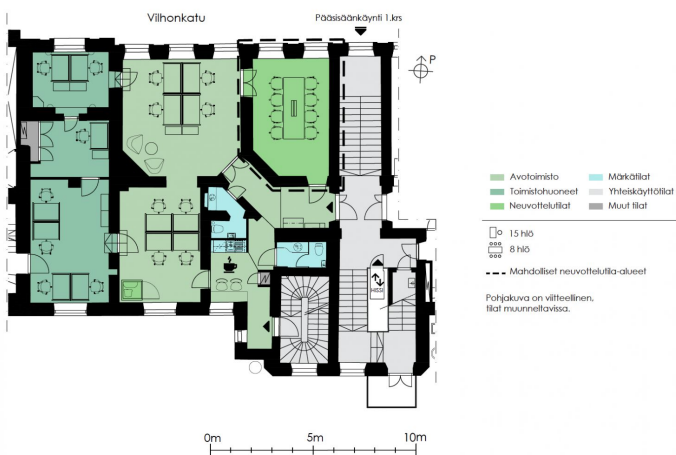 Vilhonkatu
Pääsisäänkäynti 1.krs
P
Avotoimisto
Toimistohuoneet
Neuvottelutilat
Märkätilat
Yhteiskäyttötilat
Muut tilat
15 hlö
8 hlö
Mahdolliset neuvottelutila-alueet
Pohjakuva on viitteellinen,
tilat muunneltavissa.
HISSI
0m 5m 10m